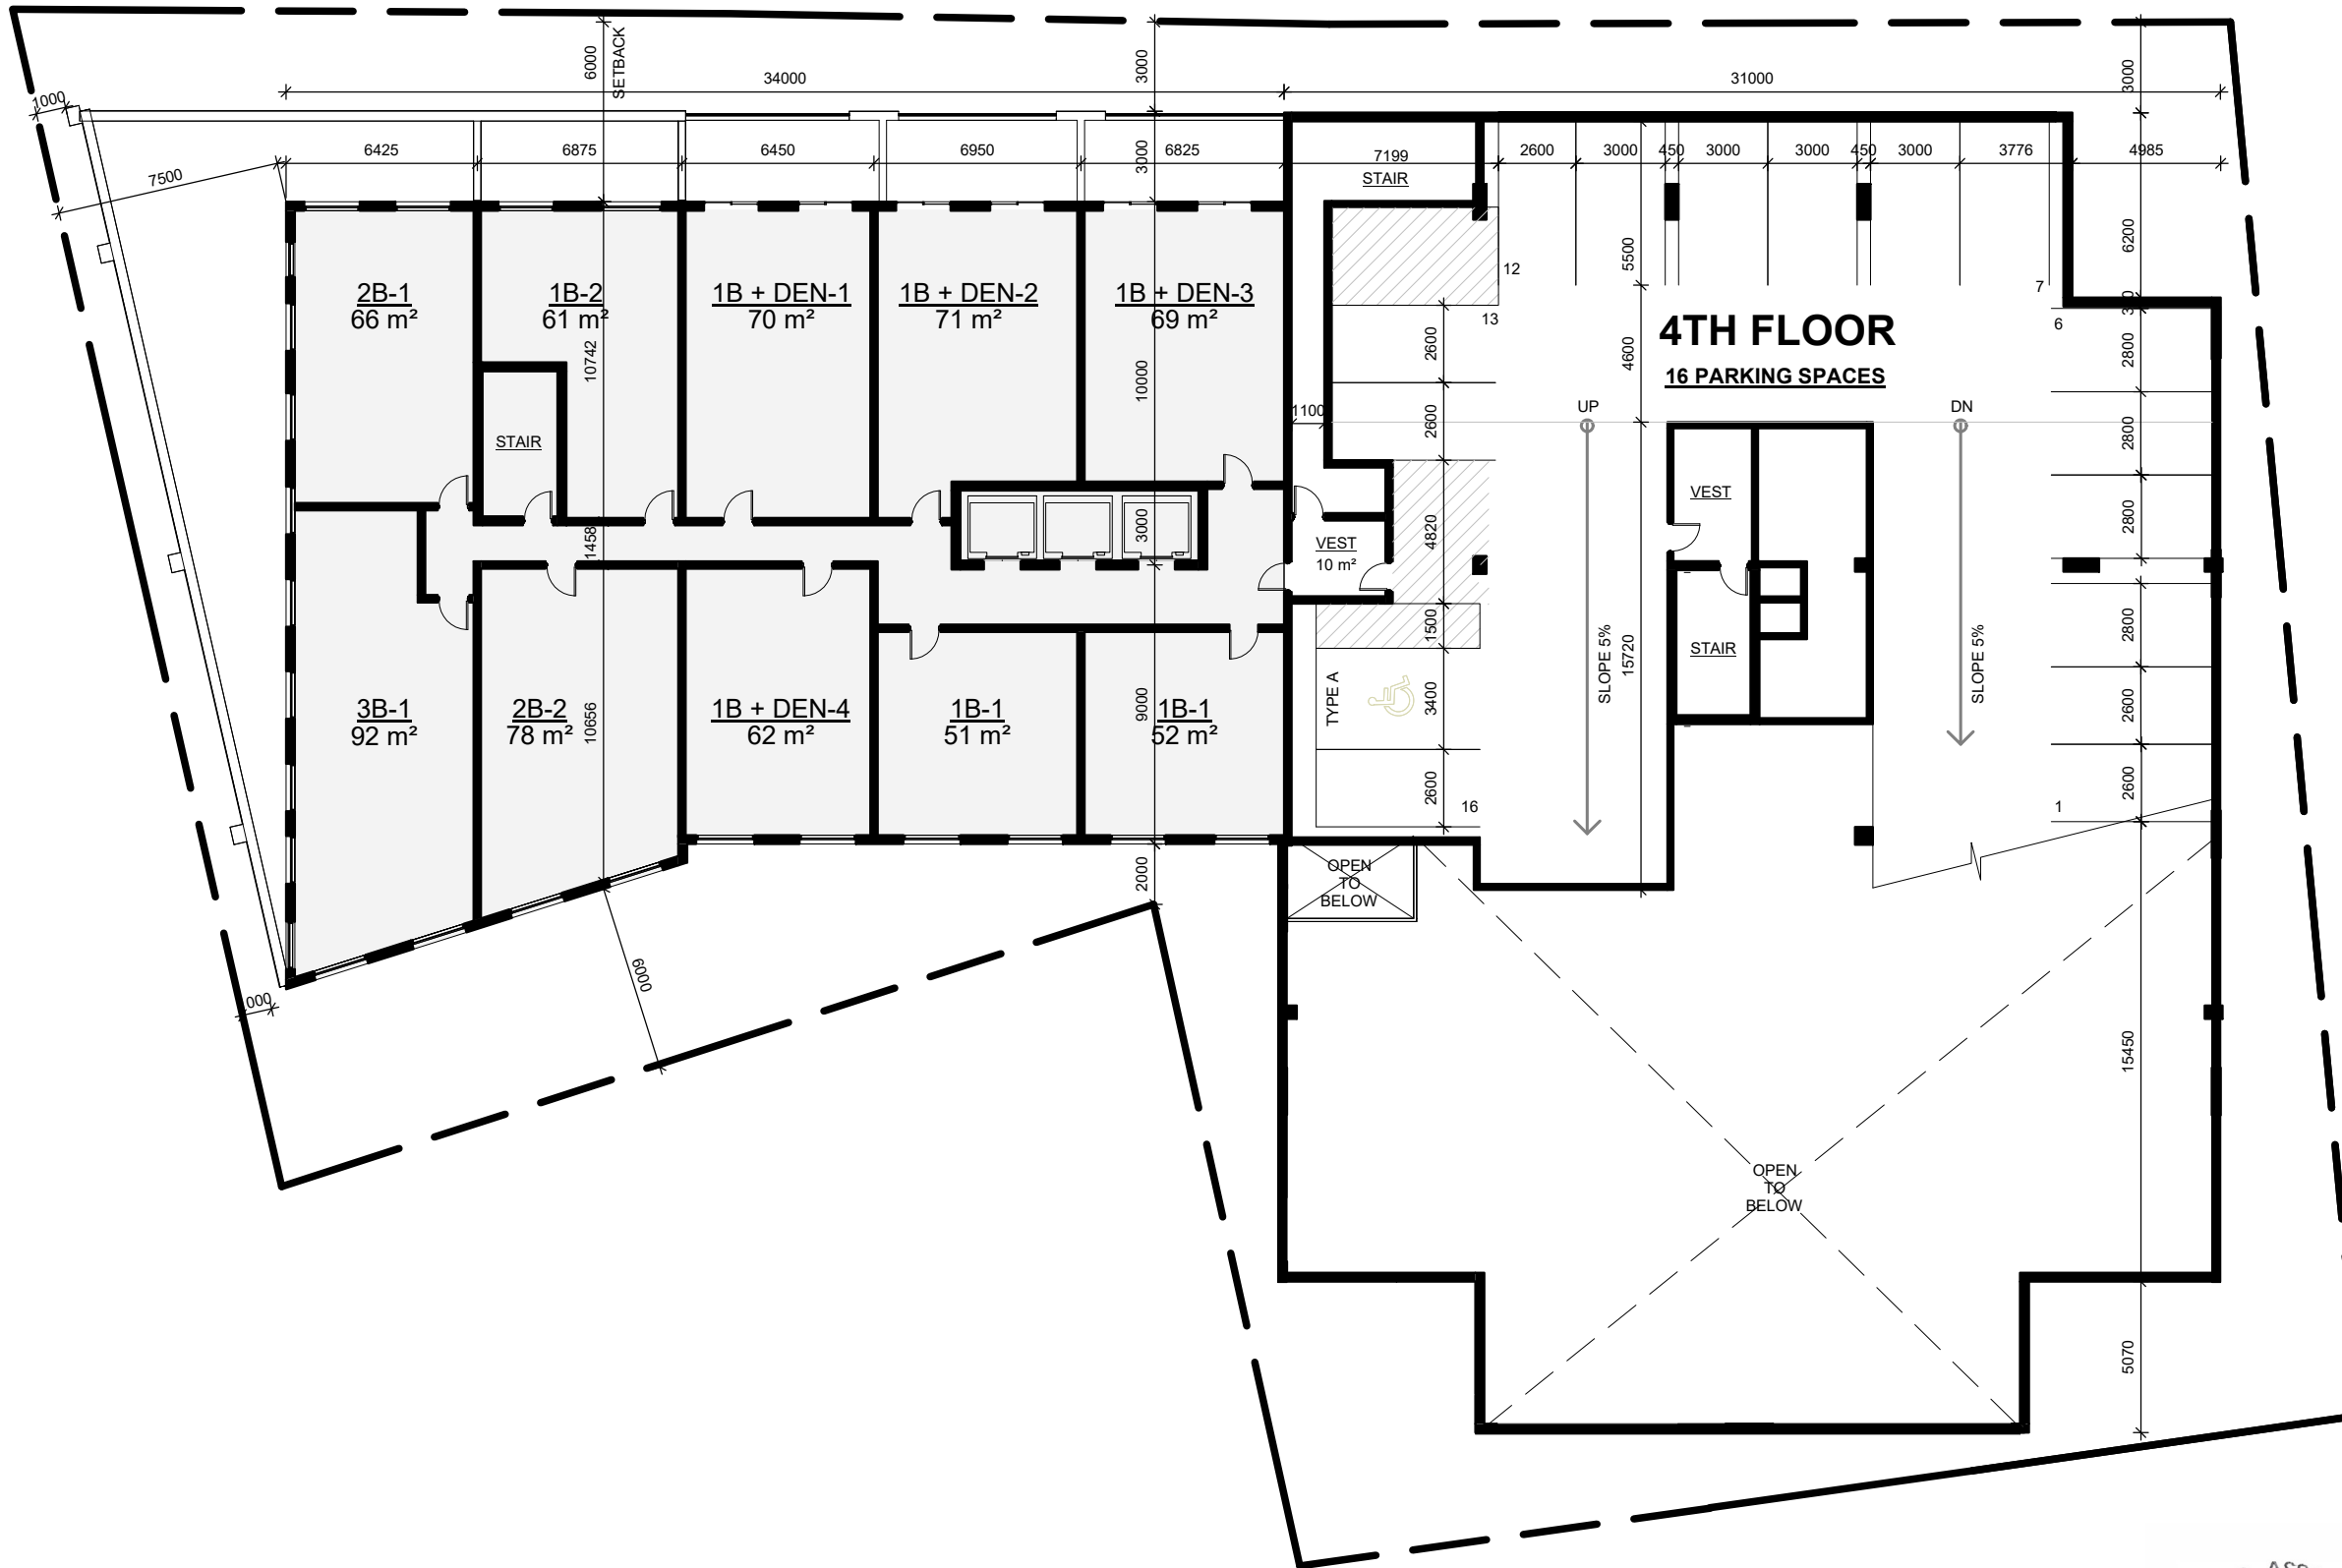 6000
SETBACK
34000
3000
31000
3000
1000
6425
6875
6450
6950
3000
6825
7199
STAIR
2600
3000
450
3000
3000
450
3000
3776
4985
7500
6200
12
5500
7
2B-1
66 m²
1B-2
61 m²
1B + DEN-1
70 m²
1B + DEN-2
71 m²
1B + DEN-3
69 m²
13
6
4TH FLOOR
16 PARKING SPACES
2600
4600
2800
10742
10000
1100
2600
UP
DN
2800
STAIR
VEST
1458
3000
VEST
10 m²
4820
2800
1500
SLOPE 5%
15720
STAIR
SLOPE 5%
2800
3B-1
92 m²
2B-2
78 m²
10656
1B + DEN-4
62 m²
1B-1
51 m²
9000
1B-1
52 m²
TYPE A
3400
2600
2600
16
1
2600
2000
OPEN
TO
BELOW
6000
15450
OPEN
TO
BELOW
5070